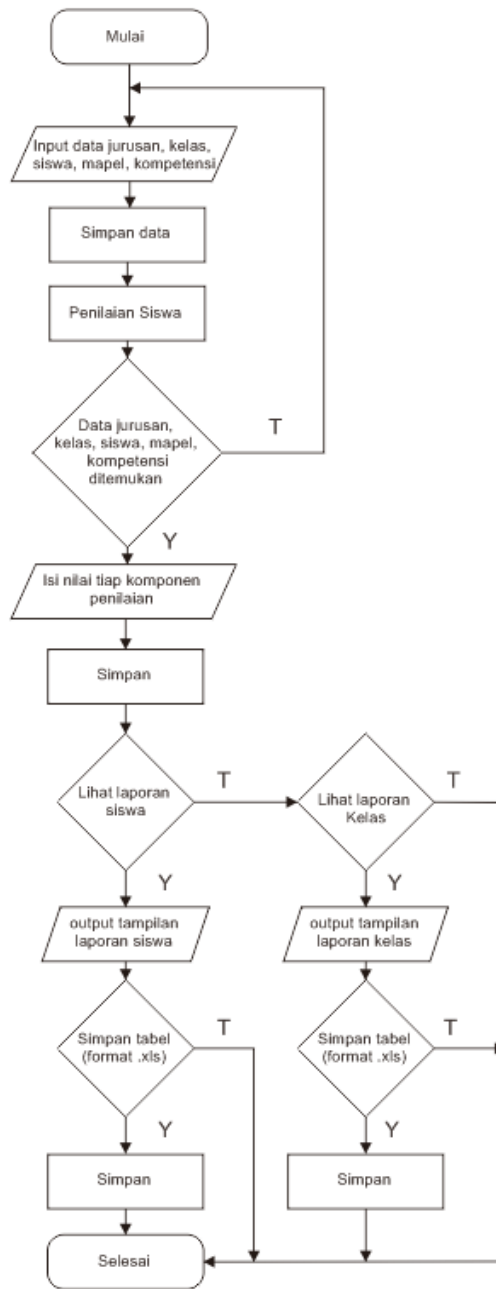 Mulai
Input data jurusan, kelas,
siswa, mapel, kompetensi
Simpan data
Penilaian Siswa
Data jurusan,
kelas, siswa, mapel,
kompetensi
ditemukan
T
Y
Isi nilai tiap komponen
penilaian
Simpan
Lihat laporan
siswa
T
Lihat laporan
Kelas
T
Y
Y
output tampilan
laporan siswa
output tampilan
laporan kelas
Simpan tabel
(format .xls)
T
Simpan tabel
(format .xls)
T
Y
Y
Simpan
Simpan
Selesai